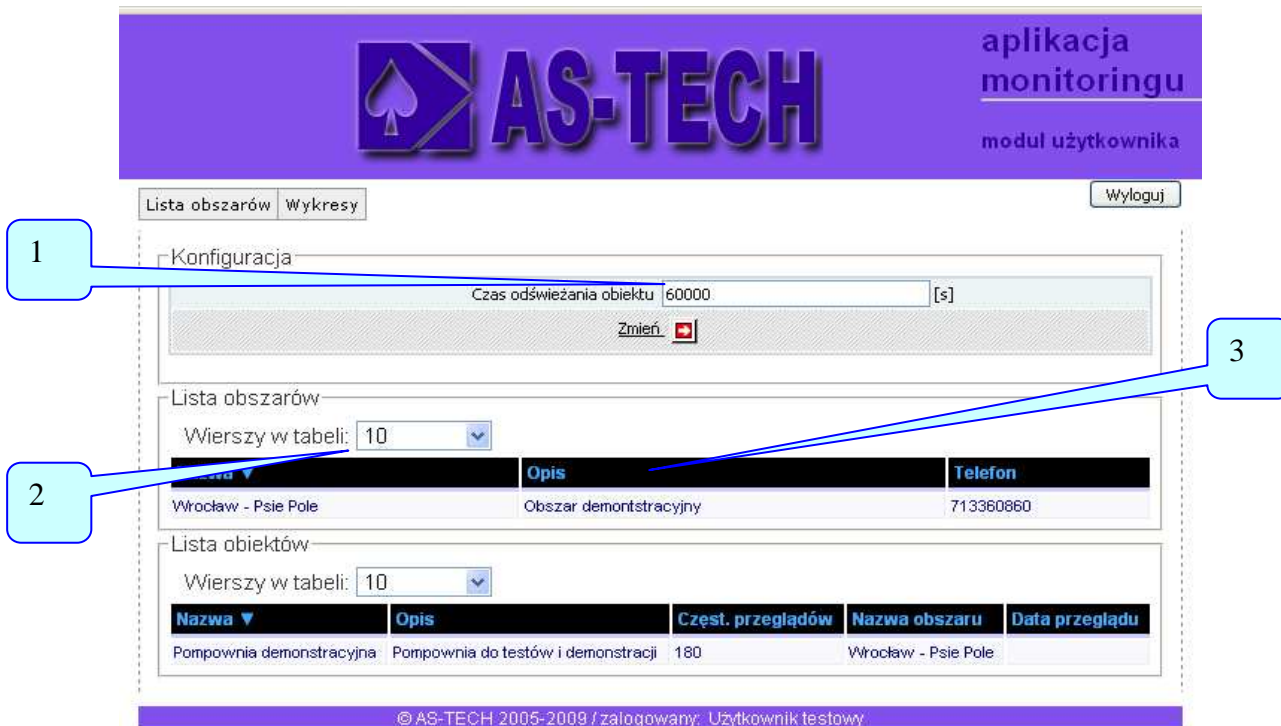 AS-TECH
aplikacja
monitoringu
moduł użytkownika
Lista obszarów Wykresy
Wyloguj
1
Konfiguracja
Czas odświeżania obiektu 60000 [s]
Zmień
3
Lista obszarów
Wierszy w tabeli: 10
2
Nazwa ▼ Opis Telefon
Wrocław - Psie Pole Obszar demontstracyjny 713360860
Lista obiektów
Wierszy w tabeli: 10
Nazwa ▼ Opis Częst. przeglądów Nazwa obszaru Data przeglądu
Pompownia demonstracyjna Pompownia do testów i demonstracji 180 Wrocław - Psie Pole
© AS-TECH 2005-2009 / zalogowany: Użytkownik testowy